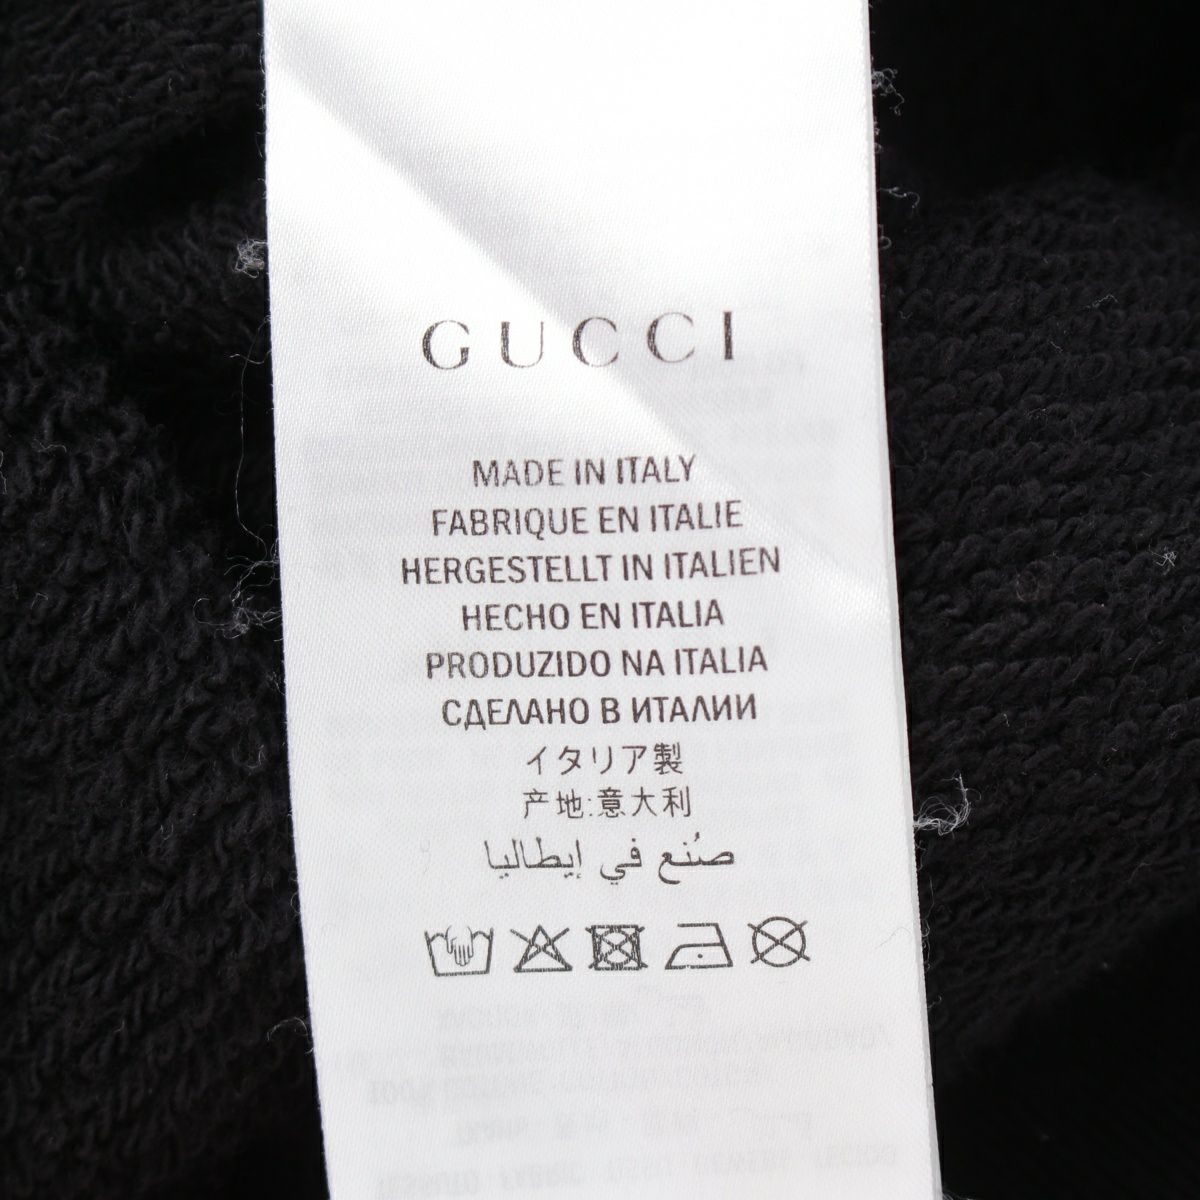 GUCCI
MADE IN ITALY
FABRIQUE EN ITALIE
HERGESTELLT IN ITALIEN
HECHO EN ITALIA
PRODUZIDO NA ITALIA
СДЕЛАНО В ИТАЛИИ
イタリア製
产地:意大利
صُنع في إيطاليا